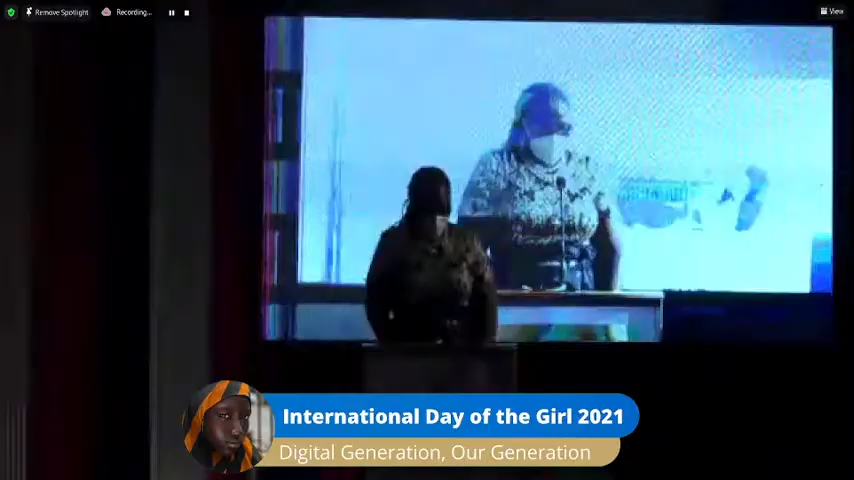 Remove Spotlight
Recording...
View
International Day of the Girl 2021
Digital Generation, Our Generation